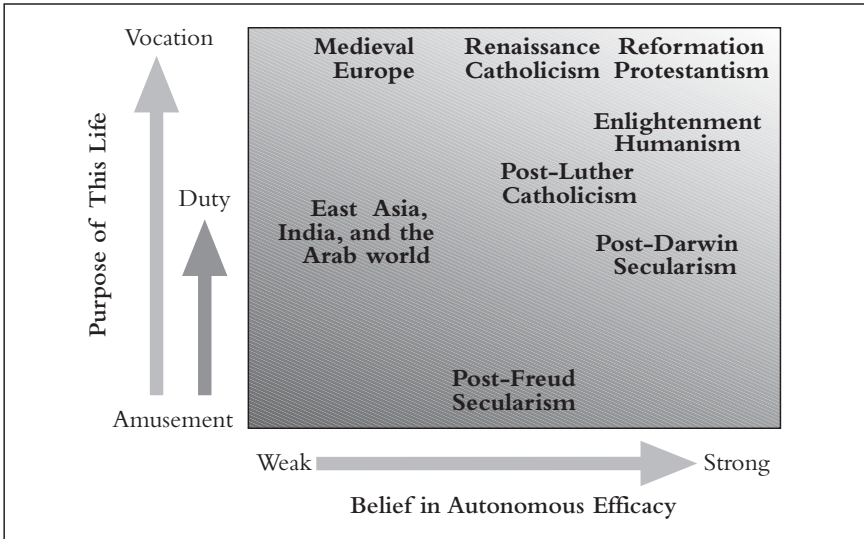 Vocation
Medieval
Europe
Renaissance
Catholicism
Reformation
Protestantism
Enlightenment
Humanism
Post-Luther
Catholicism
Purpose of This Life
Duty
East Asia,
India, and the
Arab world
Post-Darwin
Secularism
Post-Freud
Secularism
Amusement
Weak
Strong
Belief in Autonomous Efficacy